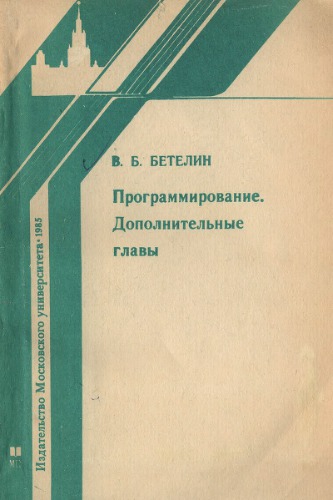 В. Б. БЕТЕЛИН
Программирование.
Дополнительные
главы
Издательство Московского университета · 1985